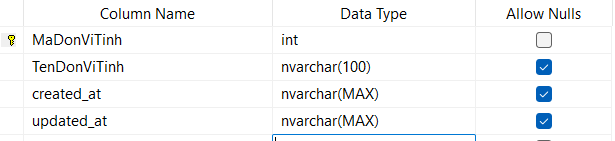 Column Name Data Type Allow Nulls
MaDonViTinh int
TenDonViTinh nvarchar(100)
created_at nvarchar(MAX)
updated_at nvarchar(MAX)